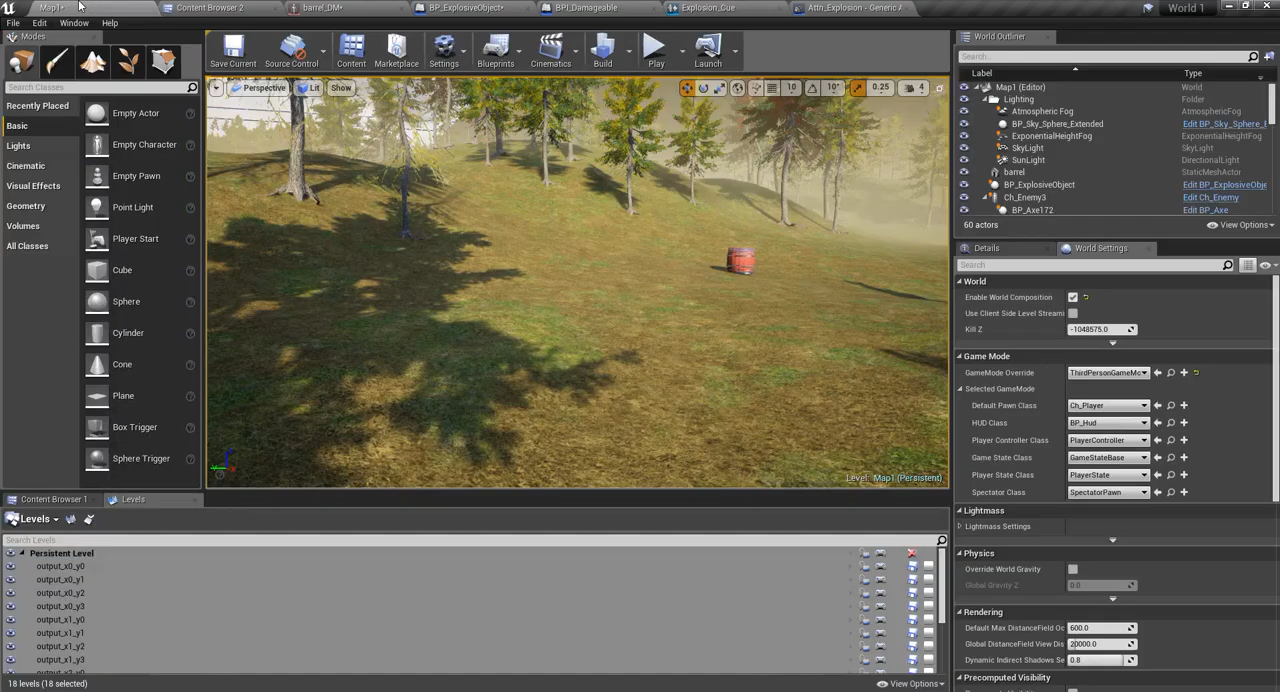 Map1*
Content Browser 2
barrel_DM*
BP_ExplosiveObject*
BPI_Damageable
Explosion_Cue
Attn_Explosion - Generic A
World 1
File Edit Window Help
Modes
World Outliner
Save Current
Source Control
Content
Marketplace
Settings
Blueprints
Cinematics
Build
Play
Launch
Search...
Search Classes
Label
Type
Recently Placed
Basic
Lights
Cinematic
Visual Effects
Geometry
Volumes
All Classes
Empty Actor
Empty Character
Empty Pawn
Point Light
Player Start
Cube
Sphere
Cylinder
Cone
Plane
Box Trigger
Sphere Trigger
Perspective Lit Show
10 10° 0.25 4
Map1 (Editor) World
Lighting Folder
Atmospheric Fog AtmosphericFog
BP_Sky_Sphere_Extended Edit BP_Sky_Sphere_E
ExponentialHeightFog ExponentialHeightFog
SkyLight SkyLight
SunLight DirectionalLight
barrel StaticMeshActor
BP_ExplosiveObject Edit BP_ExplosiveObje
Ch_Enemy3 Edit Ch_Enemy
BP_Axe172 Edit BP_Axe
60 actors
View Options
Details
World Settings
Search
World
Enable World Composition
Use Client Side Level Streami
Kill Z -1048575.0
Game Mode
GameMode Override ThirdPersonGameMc
Selected GameMode
Default Pawn Class Ch_Player
HUD Class BP_Hud
Player Controller Class PlayerController
Game State Class GameStateBase
Player State Class PlayerState
Spectator Class SpectatorPawn
Lightmass
Lightmass Settings
Physics
Override World Gravity
Global Gravity Z 0.0
Rendering
Default Max DistanceField Oc 600.0
Global DistanceField View Dis 20000.0
Dynamic Indirect Shadows Se 0.8
Precomputed Visibility
Level: Map1 (Persistent)
Content Browser 1
Levels
Levels
Search Levels
Persistent Level
output_x0_y0
output_x0_y1
output_x0_y2
output_x0_y3
output_x1_y0
output_x1_y1
output_x1_y2
output_x1_y3
18 levels (18 selected)
View Options